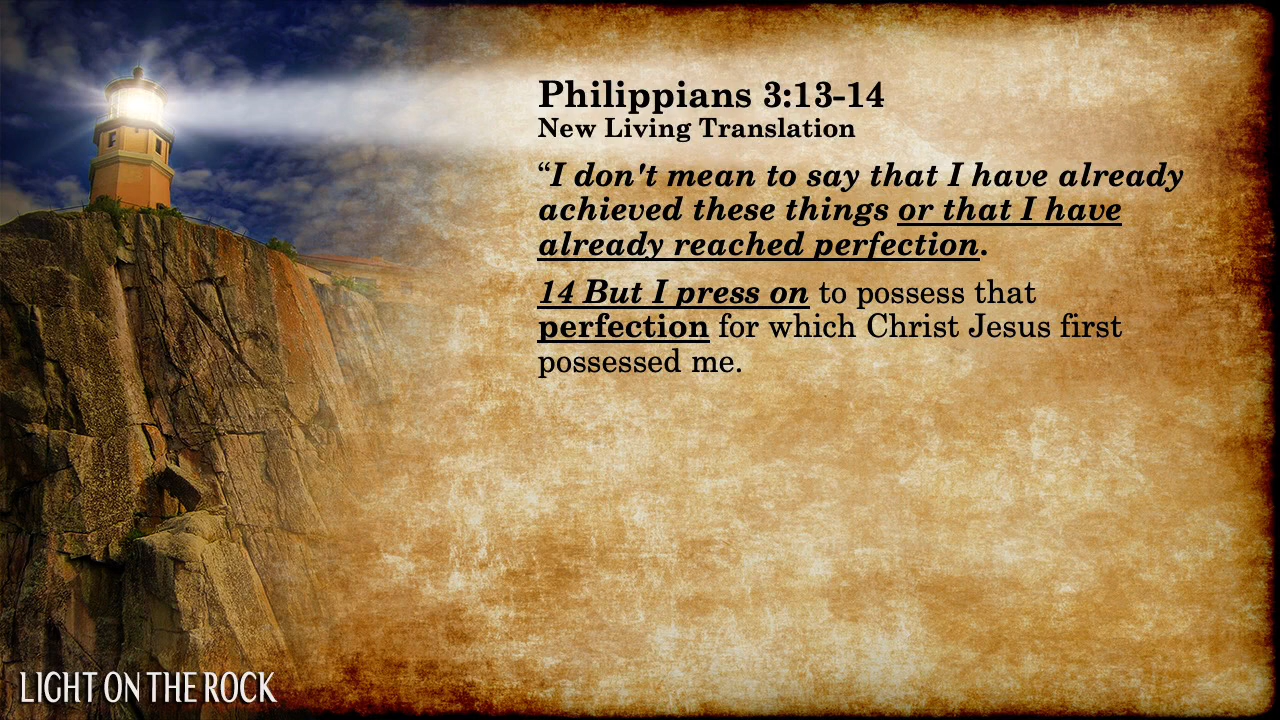 Philippians 3:13-14
New Living Translation
“I don't mean to say that I have already
achieved these things or that I have
already reached perfection.
14 But I press on to possess that
perfection for which Christ Jesus first
possessed me.
LIGHT ON THE ROCK